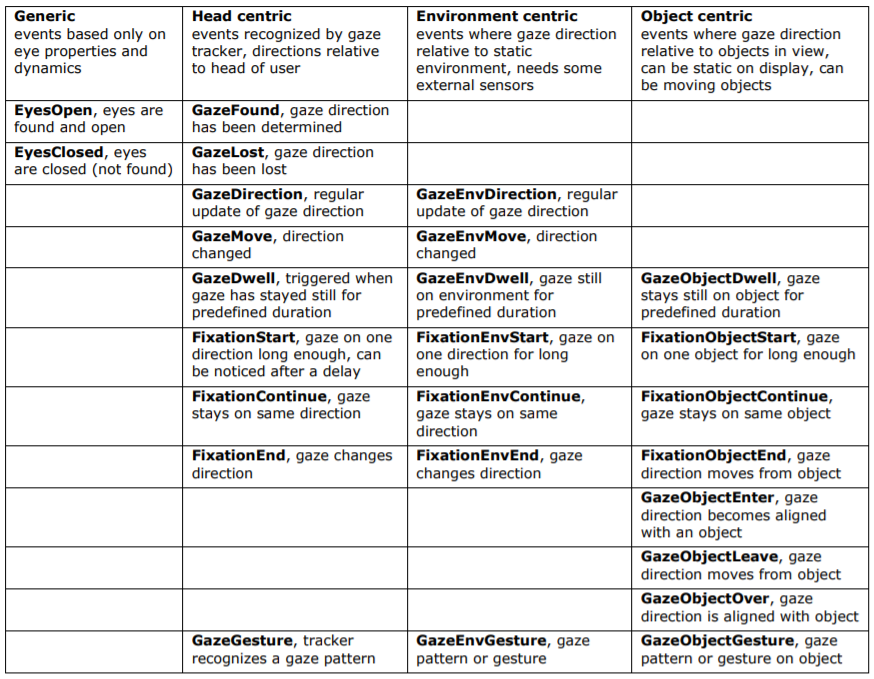 Generic
events based only on
eye properties and
dynamics
Head centric
events recognized by gaze
tracker, directions relative
to head of user
Environment centric
events where gaze direction
relative to static
environment, needs some
external sensors
Object centric
events where gaze direction
relative to objects in view,
can be static on display, can
be moving objects
EyesOpen, eyes are
found and open
GazeFound, gaze direction
has been determined
EyesClosed, eyes
are closed (not found)
GazeLost, gaze direction
has been lost
GazeDirection, regular
update of gaze direction
GazeEnvDirection, regular
update of gaze direction
GazeMove, direction
changed
GazeEnvMove, direction
changed
GazeDwell, triggered when
gaze has stayed still for
predefined duration
GazeEnvDwell, gaze still
on environment for
predefined duration
GazeObjectDwell, gaze
stays still on object for
predefined duration
FixationStart, gaze on one
direction long enough, can
be noticed after a delay
FixationEnvStart, gaze on
one direction for long
enough
FixationObjectStart, gaze
on one object for long enough
FixationContinue, gaze
stays on same direction
FixationEnvContinue,
gaze stays on same
direction
FixationObjectContinue,
gaze stays on same object
FixationEnd, gaze changes
direction
FixationEnvEnd, gaze
changes direction
FixationObjectEnd, gaze
direction moves from object
GazeObjectEnter, gaze
direction becomes aligned
with an object
GazeObjectLeave, gaze
direction moves from object
GazeObjectOver, gaze
direction is aligned with object
GazeGesture, tracker
recognizes a gaze pattern
GazeEnvGesture, gaze
pattern or gesture
GazeObjectGesture, gaze
pattern or gesture on object